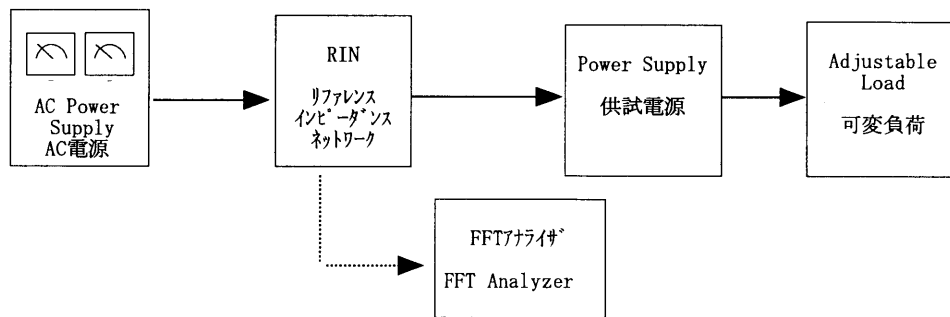 AC Power
Supply
AC電源
RIN
リファレンス
インピーダンス
ネットワーク
Power Supply
供試電源
Adjustable
Load
可変負荷
FFTアナライザ
FFT Analyzer